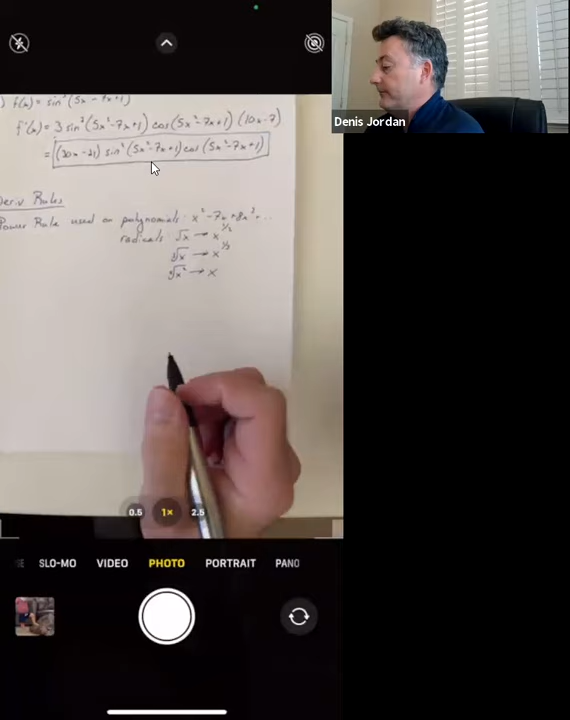 Denis Jordan
) f(x) = sin³(5x²-7x+1)
f'(x) = 3 sin²(5x²-7x+1) cos(5x²-7x+1) (10x-7)
= (30x-21) sin²(5x²-7x+1) cos(5x²-7x+1)
Deriv Rules
Power Rule used on polynomials: x²-7x+8x³...
radicals: √x → x^1/2
∛x → x^1/3
→ x
0.5 1× 2.5
SLO-MO VIDEO PHOTO PORTRAIT PANO